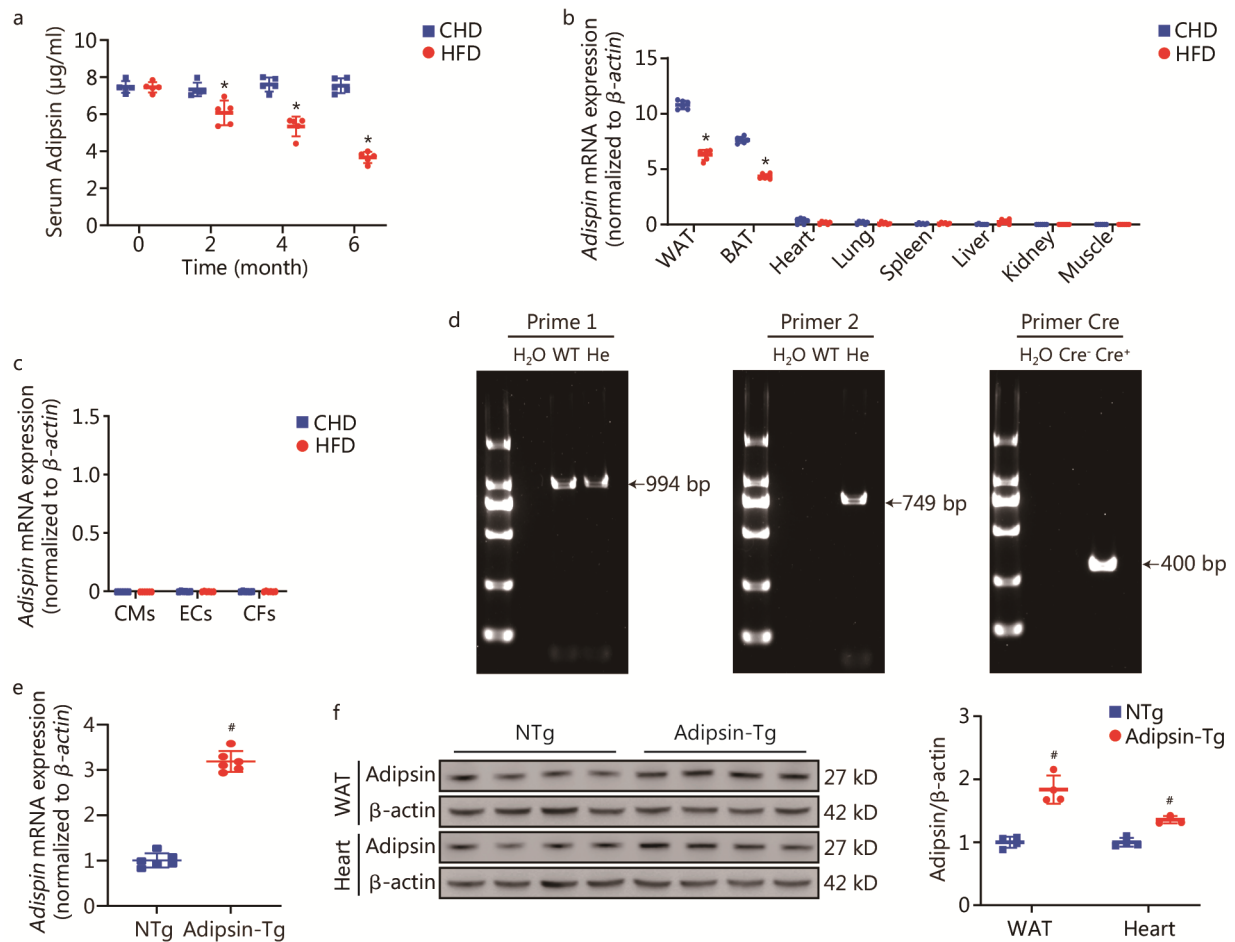 a
CHD
HFD
Serum Adipsin (μg/ml)
10
8
6
4
2
0
*
*
*
0 2 4 6
Time (month)
b
CHD
HFD
Adispin mRNA expression
(normalized to β-actin)
15
10
5
0
*
*
WAT BAT Heart Lung Spleen Liver Kidney Muscle
c
CHD
HFD
Adispin mRNA expression
(normalized to β-actin)
1.5
1.0
0.5
0
CMs ECs CFs
d
Prime 1
H₂O WT He
←994 bp
Primer 2
H₂O WT He
←749 bp
Primer Cre
H₂O Cre⁻ Cre⁺
←400 bp
e
Adispin mRNA expression
(normalized to β-actin)
4
3
2
1
0
#
NTg Adipsin-Tg
f
NTg Adipsin-Tg
WAT
Adipsin 27 kD
β-actin 42 kD
Heart
Adipsin 27 kD
β-actin 42 kD
NTg
Adipsin-Tg
Adipsin/β-actin
3
2
1
0
#
#
WAT Heart